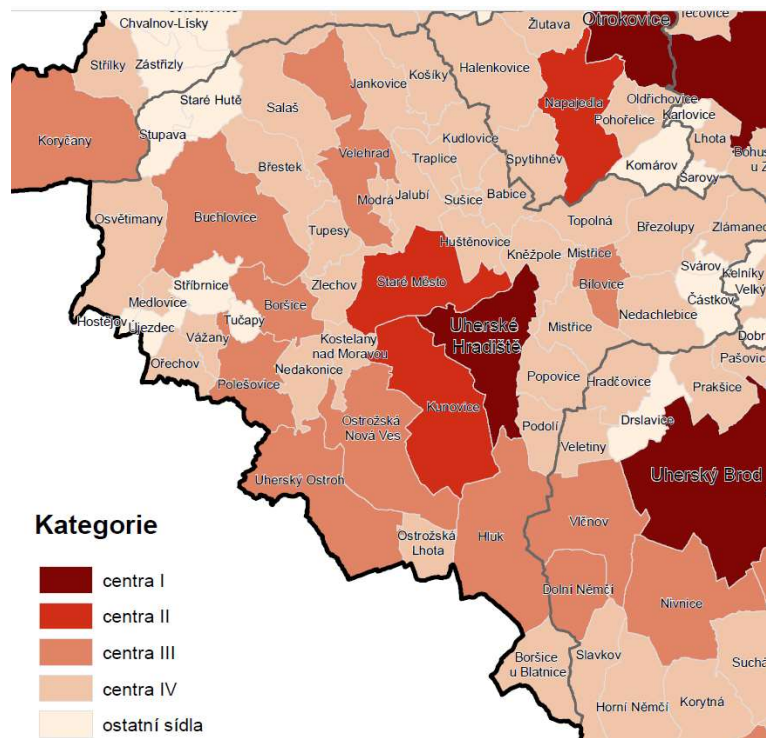 Chvalnov-Lísky
Žlutava
Otrokovice
Tečovice
Střílky
Zástřizly
Jankovice
Košíky
Halenkovice
Staré Hutě
Salaš
Napajedla
Oldřichovice
Karlovice
Pohořelice
Koryčany
Stupava
Velehrad
Kudlovice
Lhota
Traplice
Spytihněv
Komárov
Šarovy
Břestek
Modrá
Jalubí
Sušice
Babice
Osvětimany
Buchlovice
Tupesy
Huštěnovice
Topolná
Březolupy
Zlámanec
Kněžpole
Mistřice
Stříbrnice
Zlechov
Staré Město
Bílovice
Svárov
Kelníky
Velký
Medlovice
Boršice
Částkov
Hostějov
Újezdec
Tučapy
Uherské
Hradiště
Mistřice
Nedachlebice
Vážany
Kostelany
nad Moravou
Ořechov
Nedakonice
Pašovice
Polešovice
Kunovice
Popovice
Hradčovice
Prakšice
Ostrožská
Nová Ves
Podolí
Drslavice
Veletiny
Uherský Ostroh
Uherský Brod
Kategorie
Vlčnov
Ostrožská
Lhota
Hluk
centra I
Dolní Němčí
Nivnice
centra II
centra III
Boršice
u Blatnice
Slavkov
centra IV
Horní Němčí
Korytná
ostatní sídla